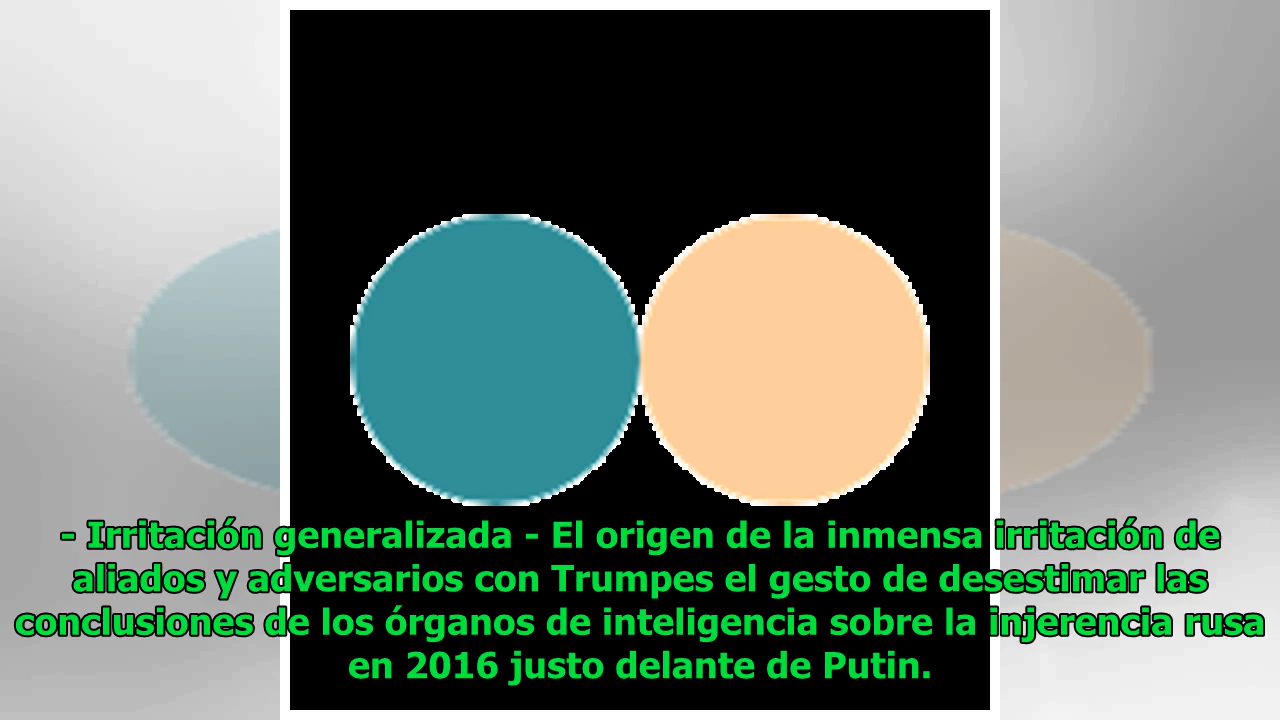 - Irritación generalizada - El origen de la inmensa irritación de
aliados y adversarios con Trumpes el gesto de desestimar las
conclusiones de los órganos de inteligencia sobre la injerencia rusa
en 2016 justo delante de Putin.